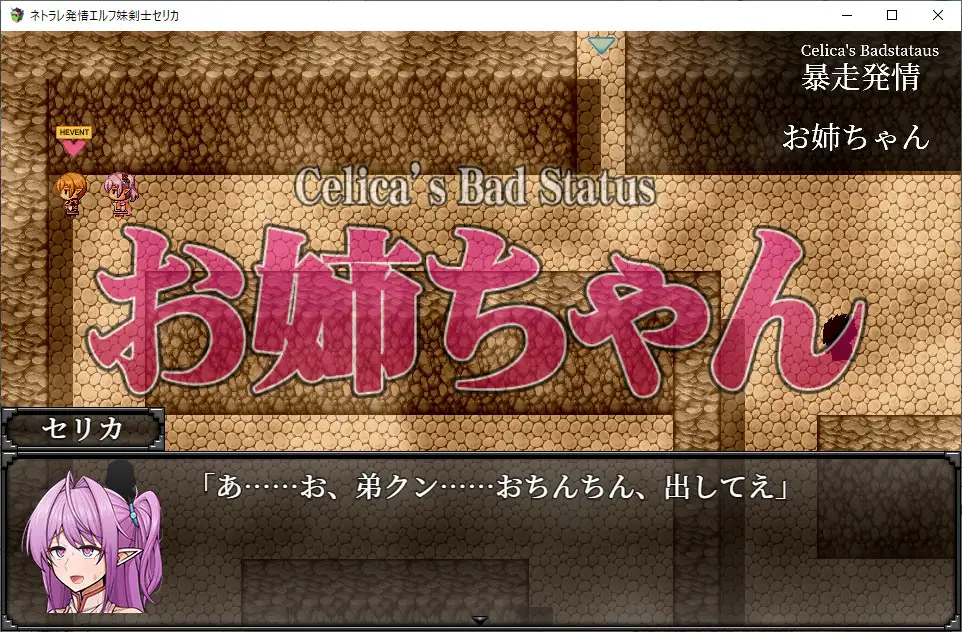 ネトラレ発情エルフ妹剣士セリカ
Celica's Badstataus
暴走発情
お姉ちゃん
HEVENT
Celica's Bad Status
お姉ちゃん
セリカ
「あ……お、弟クン……おちんちん、出してえ」